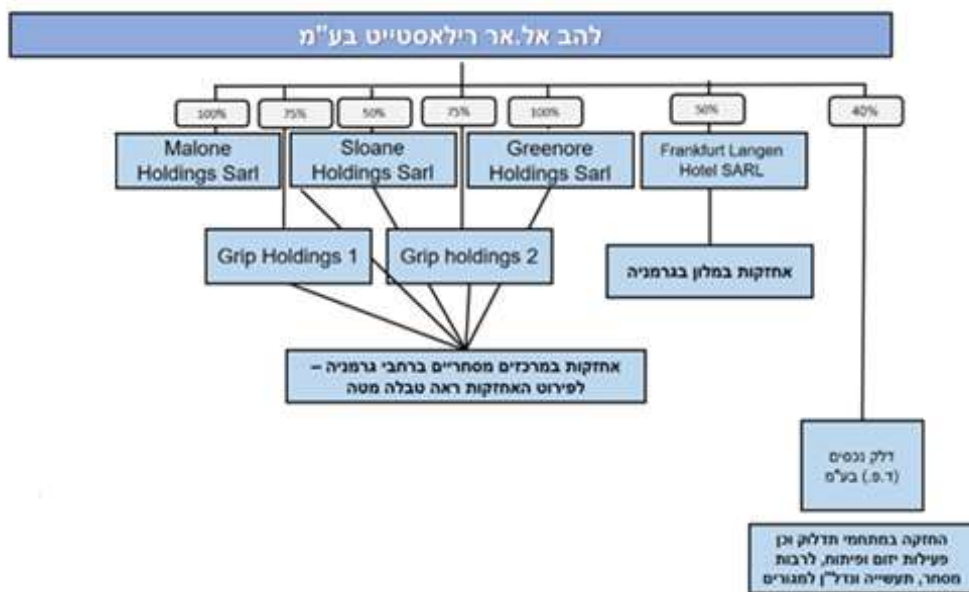 להב אל.אר רילאסטייט בע"מ
100%
75%
50%
75%
100%
50%
40%
Malone
Holdings Sarl
Sloane
Holdings Sarl
Greenore
Holdings Sarl
Frankfurt Langen
Hotel SARL
Grip Holdings 1
Grip holdings 2
אחזקות במלון בגרמניה
אחזקות במרכזים מסחריים ברחבי גרמניה –
לפירוט האחזקות ראה טבלה מטה
דלק נכסים
(ד.פ.) בע"מ
החזקה במתחמי תדלוק וכן
פעילות יזום ופיתוח, לרבות
מסחר, תעשייה ונדל"ן למגורים